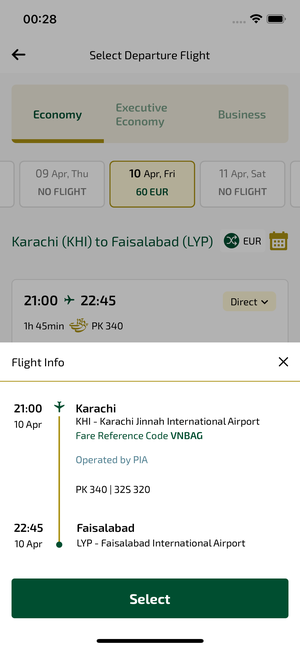 00:28
Select Departure Flight
Economy
Executive Economy
Business
09 Apr, Thu
NO FLIGHT
10 Apr, Fri
60 EUR
11 Apr, Sat
NO FLIGHT
Karachi (KHI) to Faisalabad (LYP)
EUR
21:00 22:45
Direct
1h 45min PK 340
Flight Info
21:00 Karachi
10 Apr KHI - Karachi Jinnah International Airport
Fare Reference Code VNBAG
Operated by PIA
PK 340 | 32S 320
22:45 Faisalabad
10 Apr LYP - Faisalabad International Airport
Select